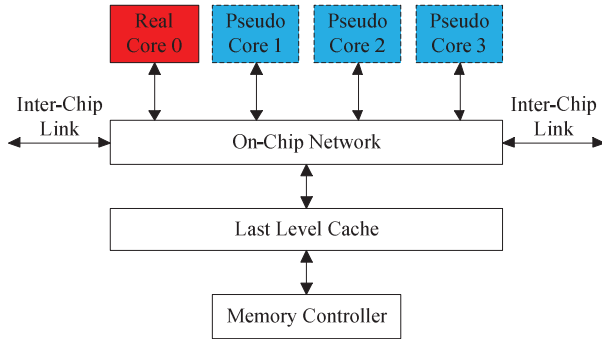 Real
Core 0
Pseudo
Core 1
Pseudo
Core 2
Pseudo
Core 3
Inter-Chip
Link
On-Chip Network
Inter-Chip
Link
Last Level Cache
Memory Controller